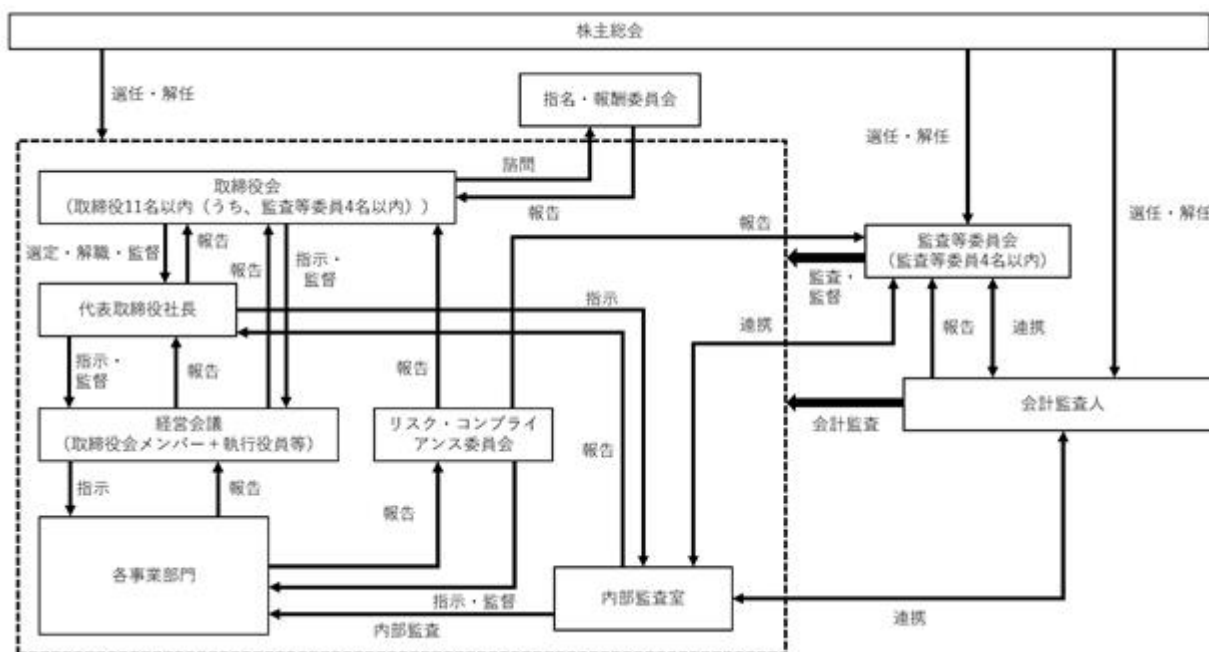 株主総会
選任・解任
指名・報酬委員会
選任・解任
諮問
取締役会
（取締役11名以内（うち、監査等委員4名以内））
報告
選任・解任
報告
監査等委員会
（監査等委員4名以内）
選定・解職・監督
報告
報告
指示・
監督
監査・
監督
代表取締役社長
指示
連携
報告
連携
指示・
監督
報告
報告
会計監査人
経営会議
（取締役会メンバー＋執行役員等）
リスク・コンプライ
アンス委員会
報告
会計監査
指示
報告
報告
各事業部門
内部監査室
指示・監督
連携
内部監査